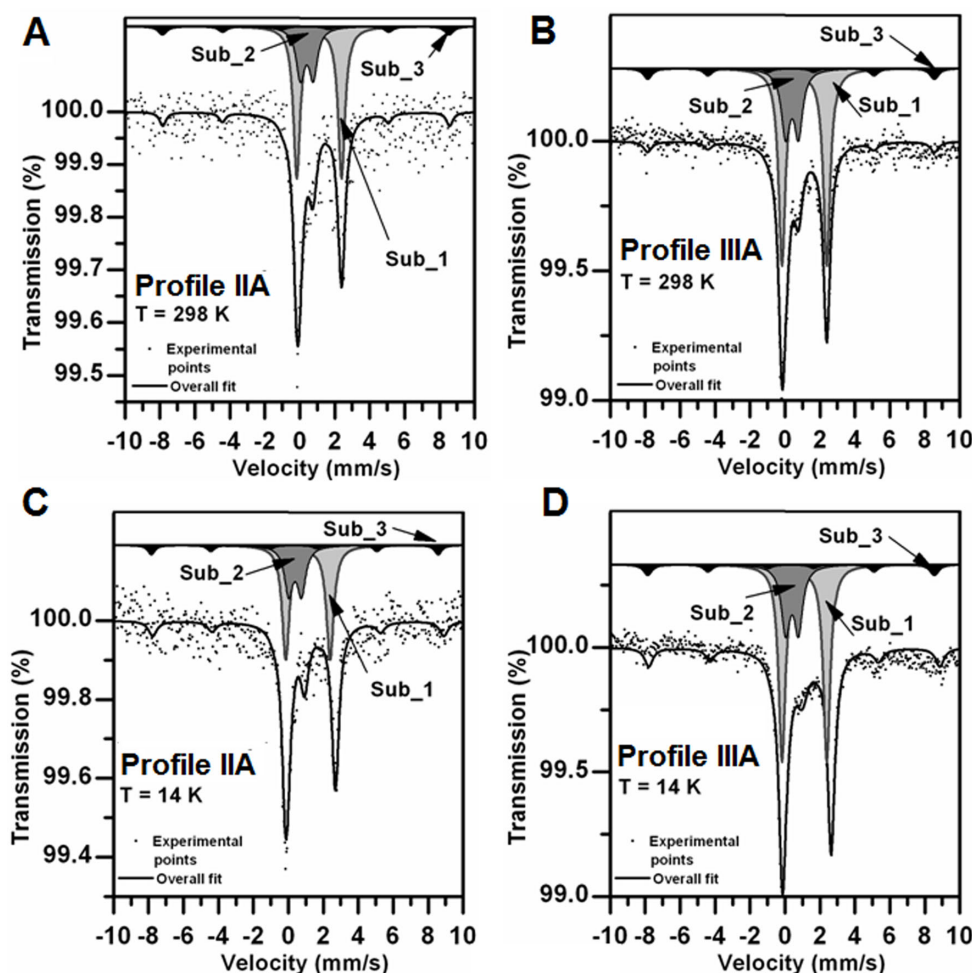 A
Sub_2
Sub_3
100.0
99.9
99.8
99.7
99.6
99.5
Transmission (%)
Sub_1
Profile IIA
T = 298 K
Experimental
points
Overall fit
-10 -8 -6 -4 -2 0 2 4 6 8 10
Velocity (mm/s)
B
Sub_3
Sub_2
Sub_1
100.0
99.5
99.0
Transmission (%)
Profile IIIA
T = 298 K
Experimental
points
Overall fit
-10 -8 -6 -4 -2 0 2 4 6 8 10
Velocity (mm/s)
C
Sub_3
Sub_2
100.0
99.8
99.6
99.4
Transmission (%)
Sub_1
Profile IIA
T = 14 K
Experimental
points
Overall fit
-10 -8 -6 -4 -2 0 2 4 6 8 10
Velocity (mm/s)
D
Sub_3
Sub_2
Sub_1
100.0
99.5
99.0
Transmission (%)
Profile IIIA
T = 14 K
Experimental
points
Overall fit
-10 -8 -6 -4 -2 0 2 4 6 8 10
Velocity (mm/s)